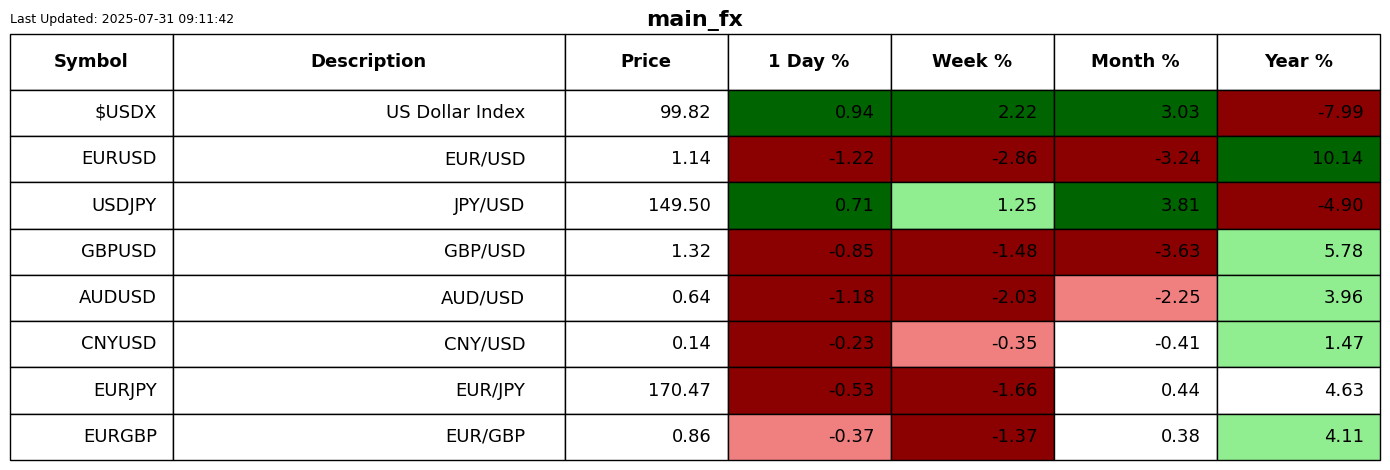 Last Updated: 2025-07-31 09:11:42
main_fx
Symbol Description Price 1 Day % Week % Month % Year %
$USDX US Dollar Index 99.82 0.94 2.22 3.03 -7.99
EURUSD EUR/USD 1.14 -1.22 -2.86 -3.24 10.14
USDJPY JPY/USD 149.50 0.71 1.25 3.81 -4.90
GBPUSD GBP/USD 1.32 -0.85 -1.48 -3.63 5.78
AUDUSD AUD/USD 0.64 -1.18 -2.03 -2.25 3.96
CNYUSD CNY/USD 0.14 -0.23 -0.35 -0.41 1.47
EURJPY EUR/JPY 170.47 -0.53 -1.66 0.44 4.63
EURGBP EUR/GBP 0.86 -0.37 -1.37 0.38 4.11